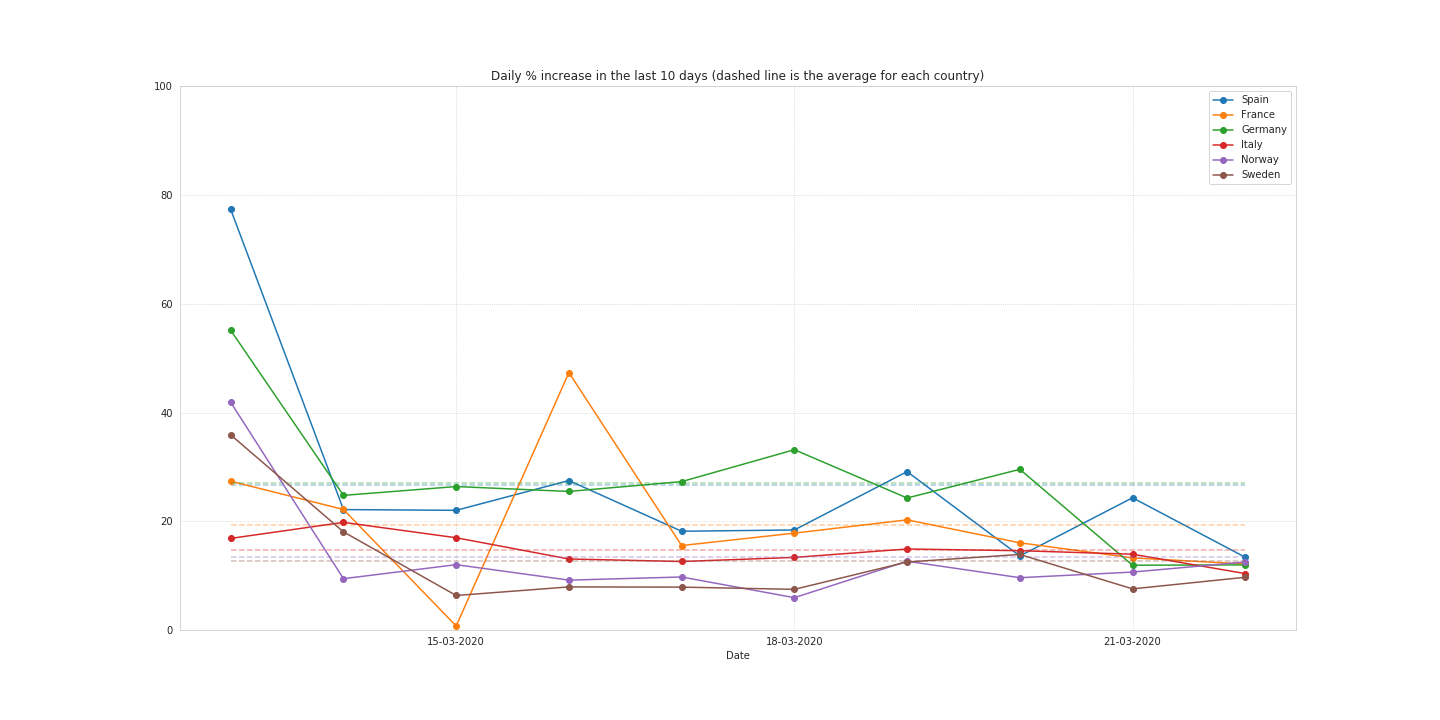 Daily % increase in the last 10 days (dashed line is the average for each country)
100
80
60
40
20
0
Spain
France
Germany
Italy
Norway
Sweden
15-03-2020
18-03-2020
21-03-2020
Date